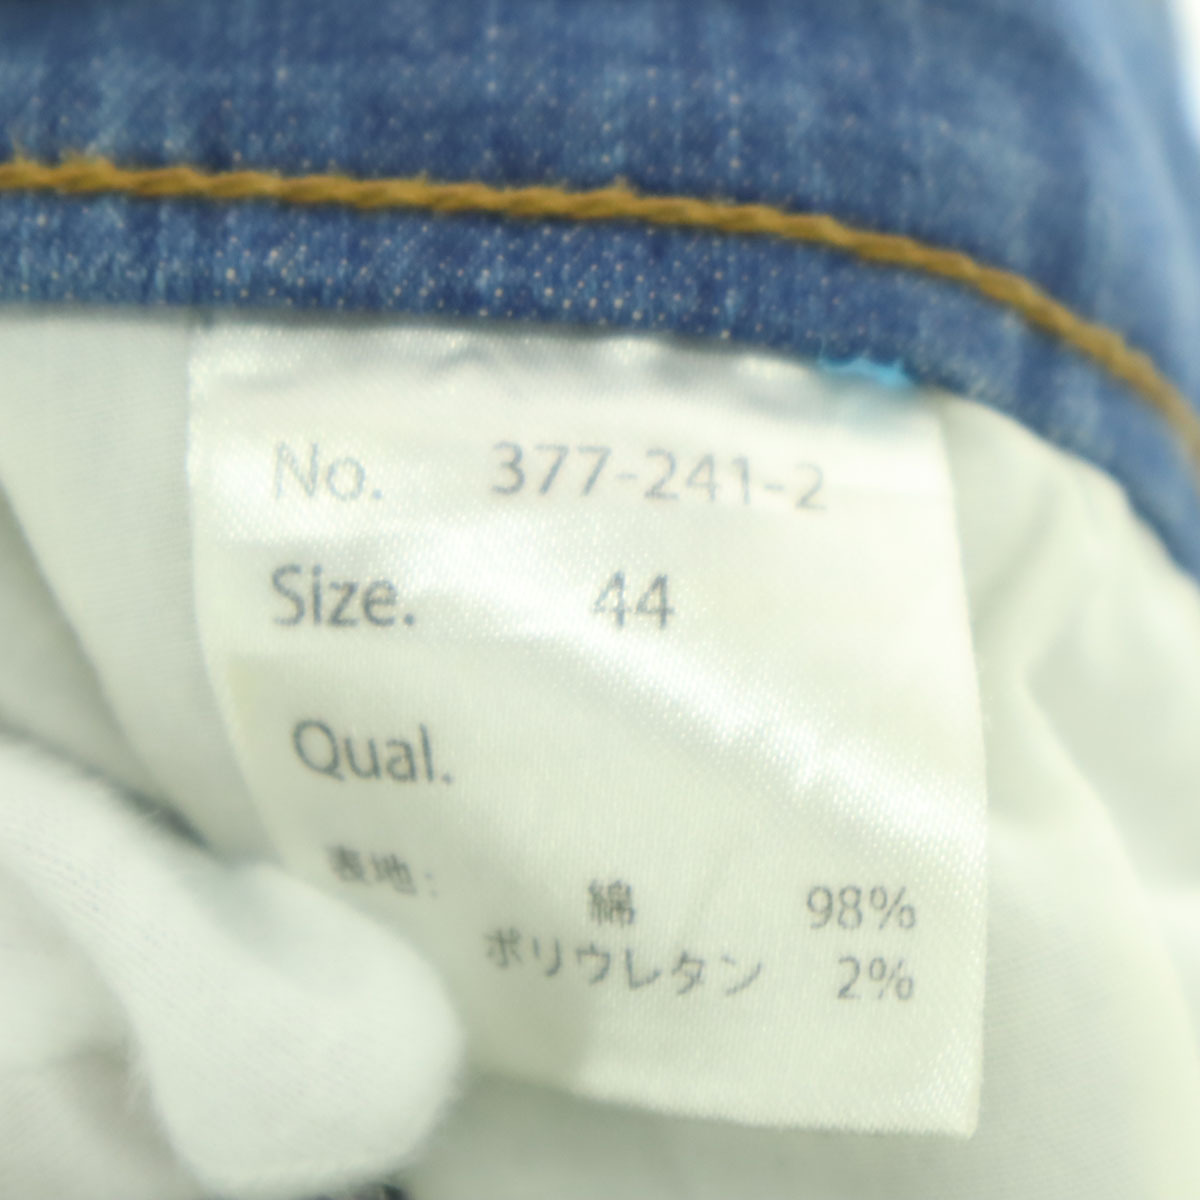 No. 377-241-2
Size. 44
Qual.
表地: 綿 98%
ポリウレタン 2%